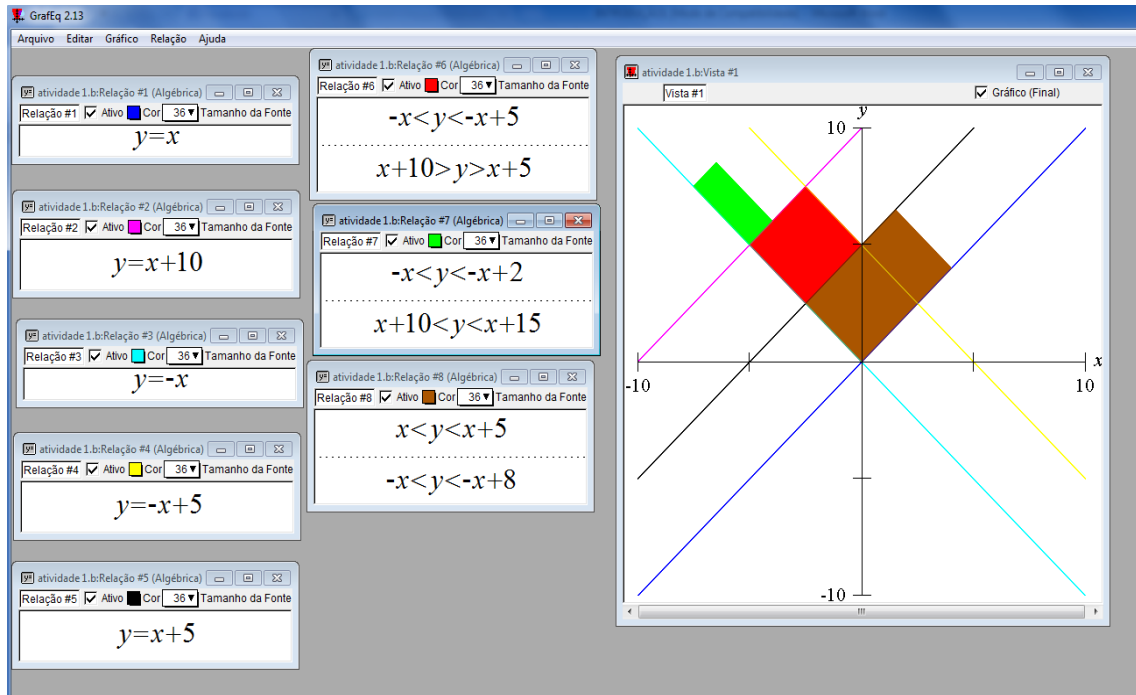 GrafEq 2.13
Arquivo Editar Gráfico Relação Ajuda
atividade 1.b:Relação #1 (Algébrica)
Relação #1 Ativo Cor 36 Tamanho da Fonte
y=x
atividade 1.b:Relação #2 (Algébrica)
Relação #2 Ativo Cor 36 Tamanho da Fonte
y=x+10
atividade 1.b:Relação #3 (Algébrica)
Relação #3 Ativo Cor 36 Tamanho da Fonte
y=-x
atividade 1.b:Relação #4 (Algébrica)
Relação #4 Ativo Cor 36 Tamanho da Fonte
y=-x+5
atividade 1.b:Relação #5 (Algébrica)
Relação #5 Ativo Cor 36 Tamanho da Fonte
y=x+5
atividade 1.b:Relação #6 (Algébrica)
Relação #6 Ativo Cor 36 Tamanho da Fonte
-x<y<-x+5
x+10>y>x+5
atividade 1.b:Relação #7 (Algébrica)
Relação #7 Ativo Cor 36 Tamanho da Fonte
-x<y<-x+2
x+10<y<x+15
atividade 1.b:Relação #8 (Algébrica)
Relação #8 Ativo Cor 36 Tamanho da Fonte
x<y<x+5
-x<y<-x+8
atividade 1.b:Vista #1
Vista #1 Gráfico (Final)
y
10
x
-10 10
-10